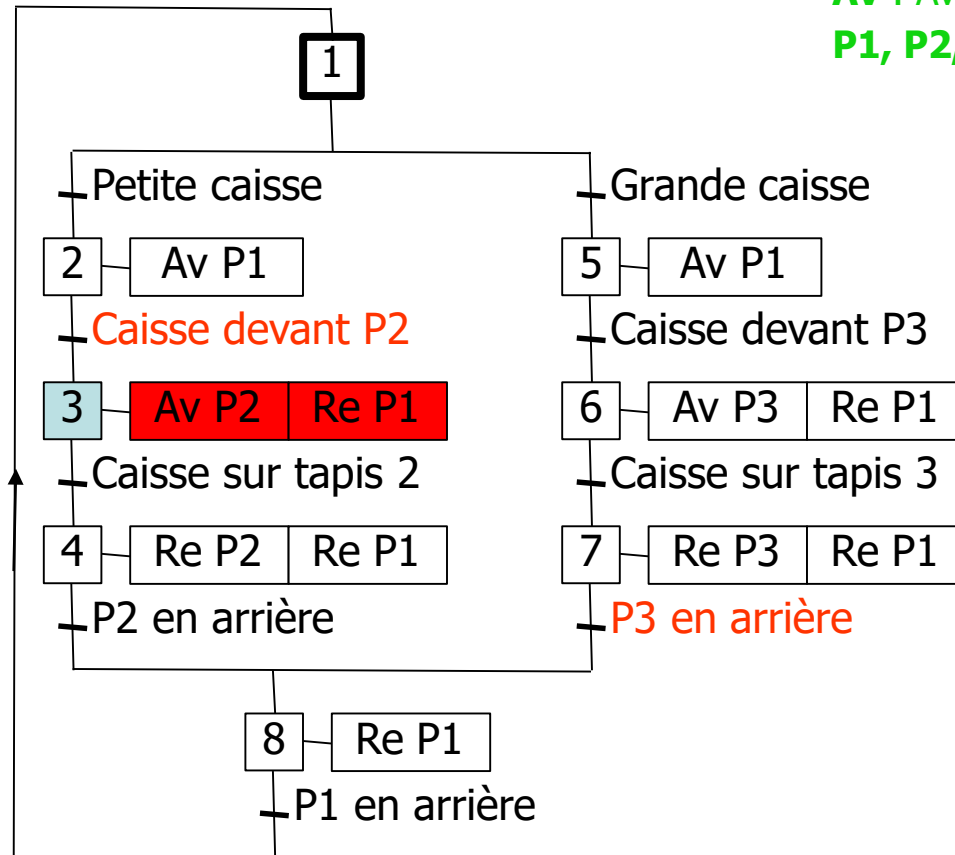 P1, P2,
1
Petite caisse Grande caisse
2 Av P1 5 Av P1
Caisse devant P2 Caisse devant P3
3 Av P2 Re P1 6 Av P3 Re P1
Caisse sur tapis 2 Caisse sur tapis 3
4 Re P2 Re P1 7 Re P3 Re P1
P2 en arrière P3 en arrière
8 Re P1
P1 en arrière